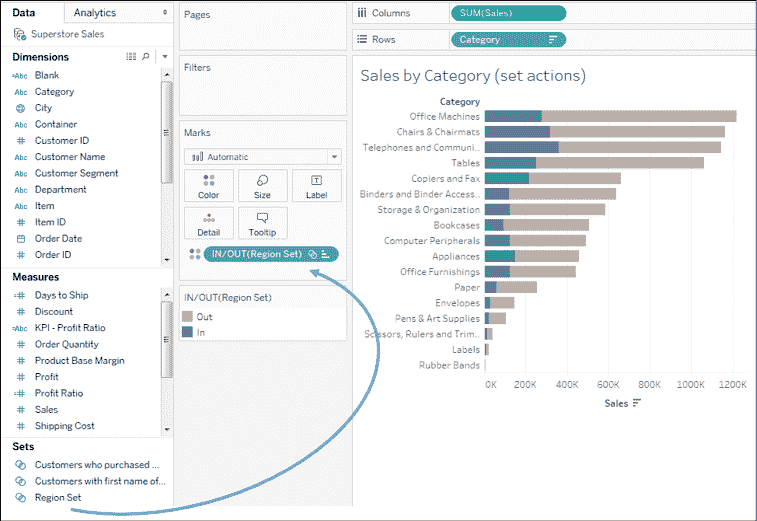 Data
Analytics
Superstore Sales
Dimensions
Abc Blank
Abc Category
City
Abc Container
# Customer ID
Abc Customer Name
Abc Customer Segment
Abc Department
Abc Item
# Item ID
Order Date
# Order ID
Measures
# Days to Ship
# Discount
=Abc KPI - Profit Ratio
# Order Quantity
# Product Base Margin
# Profit
# Profit Ratio
# Sales
# Shipping Cost
Sets
Customers who purchased ...
Customers with first name of...
Region Set
Pages
Filters
Marks
Automatic
Color
Size
Label
Detail
Tooltip
IN/OUT(Region Set)
IN/OUT(Region Set)
Out
In
Columns
SUM(Sales)
Rows
Category
Sales by Category (set actions)
Category
Office Machines
Chairs & Chairmats
Telephones and Communi..
Tables
Copiers and Fax
Binders and Binder Access..
Storage & Organization
Bookcases
Computer Peripherals
Appliances
Office Furnishings
Paper
Envelopes
Pens & Art Supplies
Scissors, Rulers and Trim..
Labels
Rubber Bands
0K 200K 400K 600K 800K 1000K 1200K
Sales